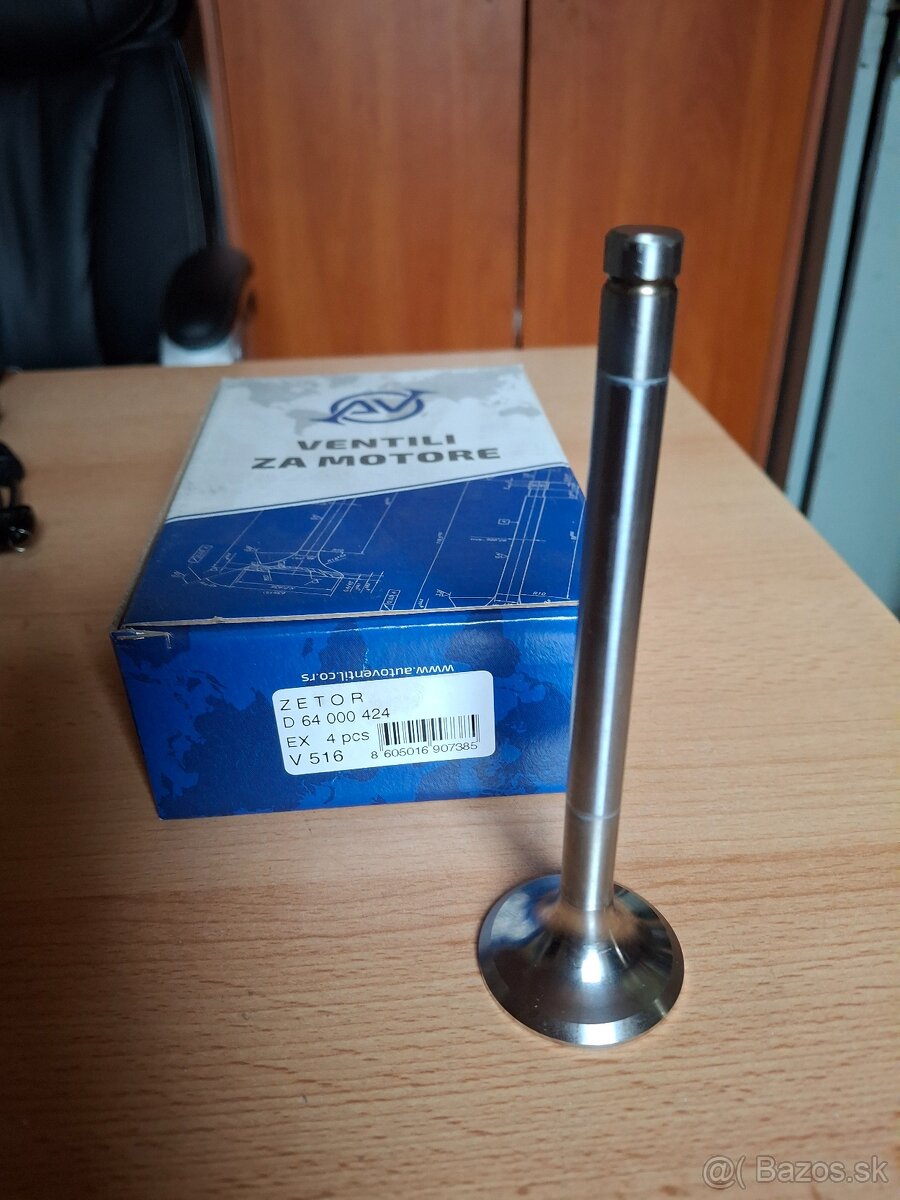 AV
VENTILI
ZA MOTORE
www.autoventil.co.rs
ZETOR
D 64 000 424
EX 4 pcs
V 516
8 605016 907385
@( Bazos.sk